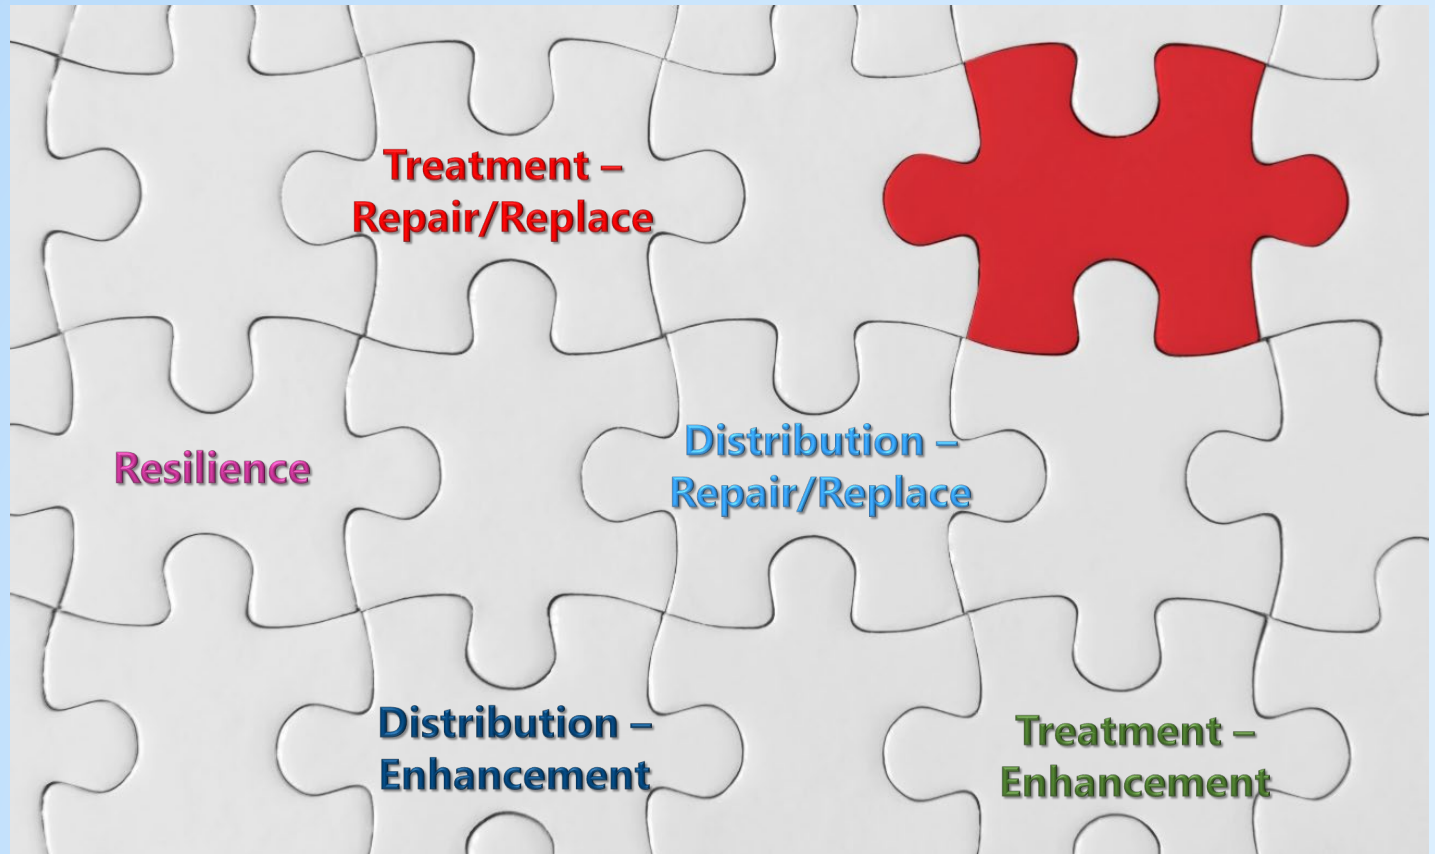 Treatment –
Repair/Replace
Resilience
Distribution –
Repair/Replace
Distribution –
Enhancement
Treatment –
Enhancement